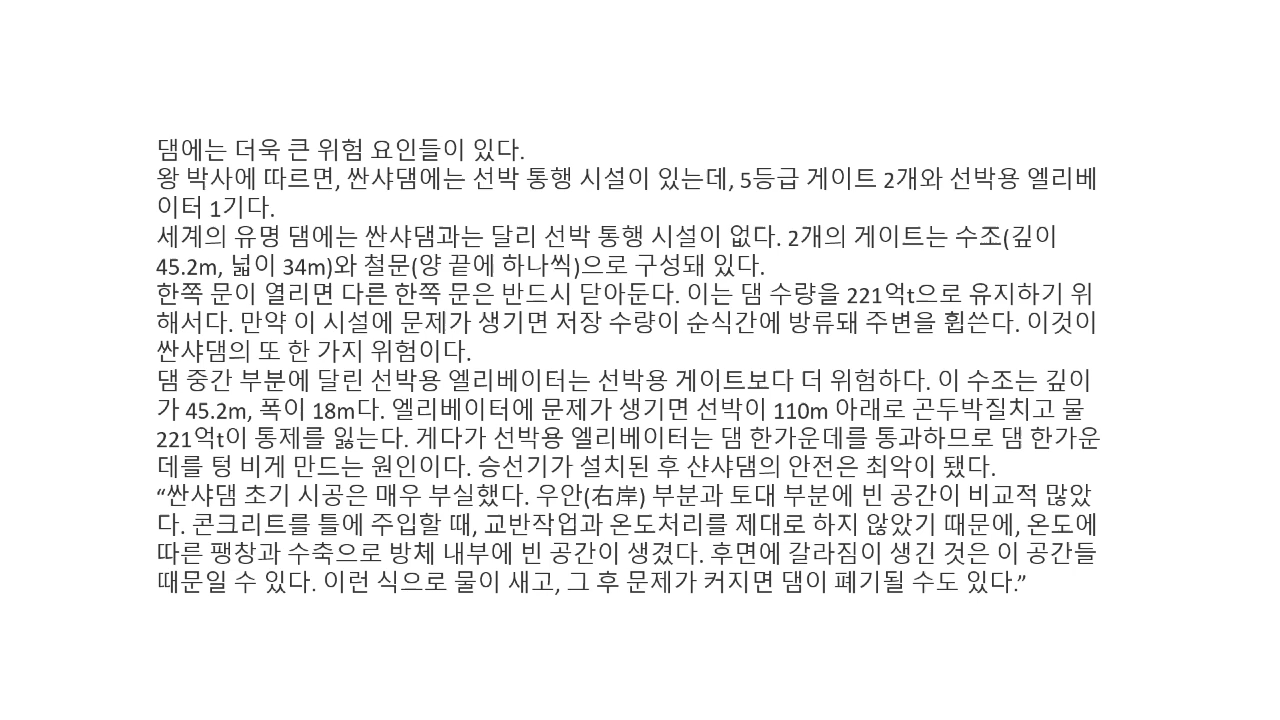 댐에는 더욱 큰 위험 요인들이 있다.
왕 박사에 따르면, 싼샤댐에는 선박 통행 시설이 있는데, 5등급 게이트 2개와 선박용 엘리베
이터 1기다.
세계의 유명 댐에는 싼샤댐과는 달리 선박 통행 시설이 없다. 2개의 게이트는 수조(깊이
45.2m, 넓이 34m)와 철문(양 끝에 하나씩)으로 구성돼 있다.
한쪽 문이 열리면 다른 한쪽 문은 반드시 닫아둔다. 이는 댐 수량을 221억t으로 유지하기 위
해서다. 만약 이 시설에 문제가 생기면 저장 수량이 순식간에 방류돼 주변을 휩쓴다. 이것이
싼샤댐의 또 한 가지 위험이다.
댐 중간 부분에 달린 선박용 엘리베이터는 선박용 게이트보다 더 위험하다. 이 수조는 깊이
가 45.2m, 폭이 18m다. 엘리베이터에 문제가 생기면 선박이 110m 아래로 곤두박질치고 물
221억t이 통제를 잃는다. 게다가 선박용 엘리베이터는 댐 한가운데를 통과하므로 댐 한가운
데를 텅 비게 만드는 원인이다. 승선기가 설치된 후 샨샤댐의 안전은 최악이 됐다.
“싼샤댐 초기 시공은 매우 부실했다. 우안(右岸) 부분과 토대 부분에 빈 공간이 비교적 많았
다. 콘크리트를 틀에 주입할 때, 교반작업과 온도처리를 제대로 하지 않았기 때문에, 온도에
따른 팽창과 수축으로 방체 내부에 빈 공간이 생겼다. 후면에 갈라짐이 생긴 것은 이 공간들
때문일 수 있다. 이런 식으로 물이 새고, 그 후 문제가 커지면 댐이 폐기될 수도 있다.”